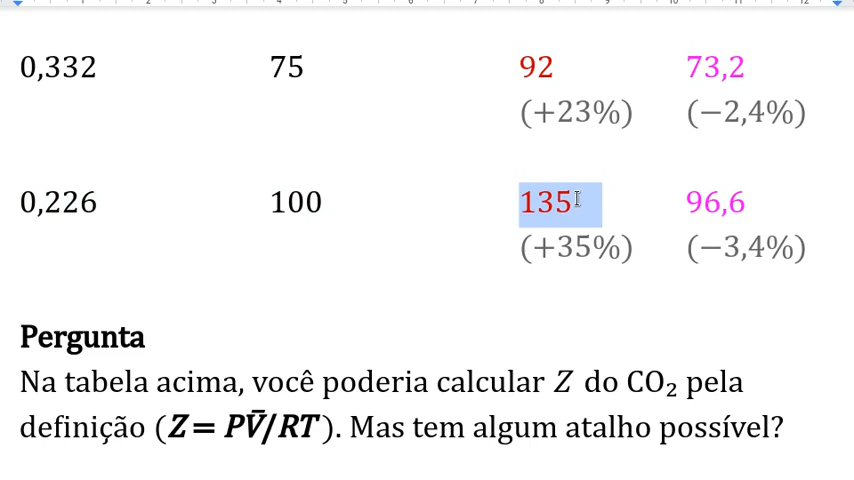 0,332 75 92 73,2
(+23%) (−2,4%)
0,226 100 135 96,6
(+35%) (−3,4%)
Pergunta
Na tabela acima, você poderia calcular Z do CO₂ pela
definição (Z = PV̄/RT). Mas tem algum atalho possível?